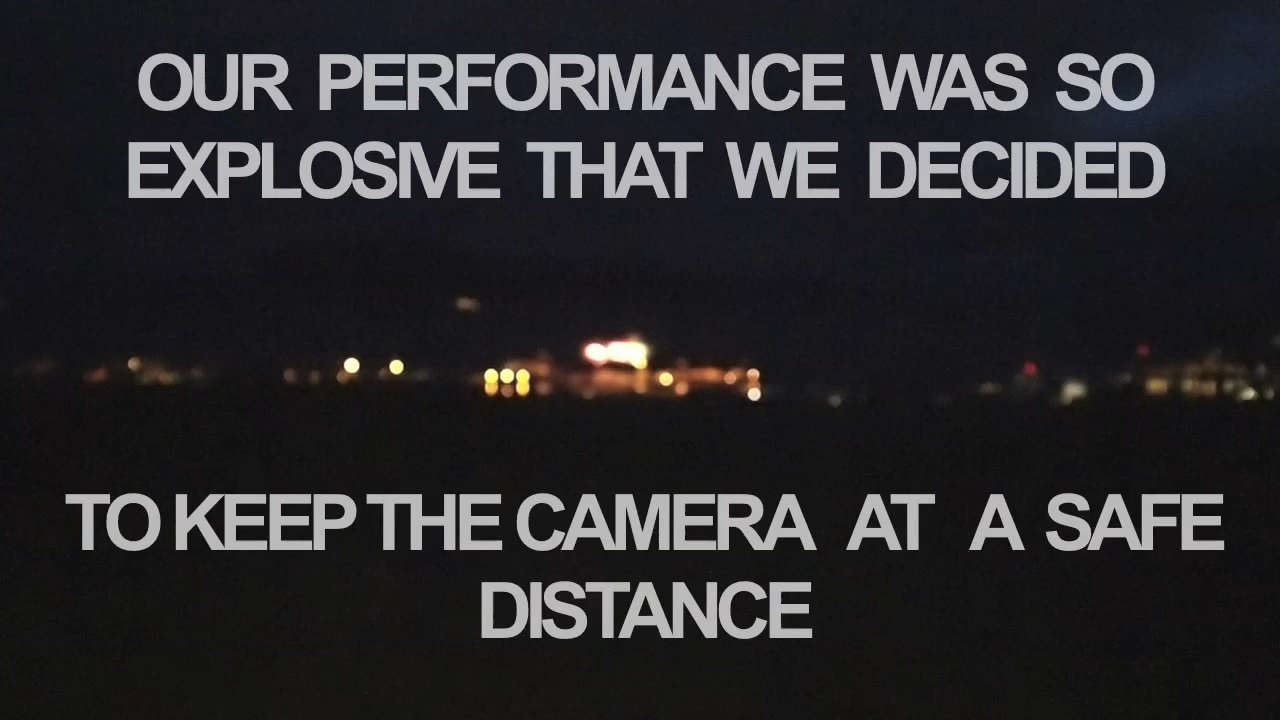 OUR PERFORMANCE WAS SO
EXPLOSIVE THAT WE DECIDED
TO KEEP THE CAMERA AT A SAFE
DISTANCE